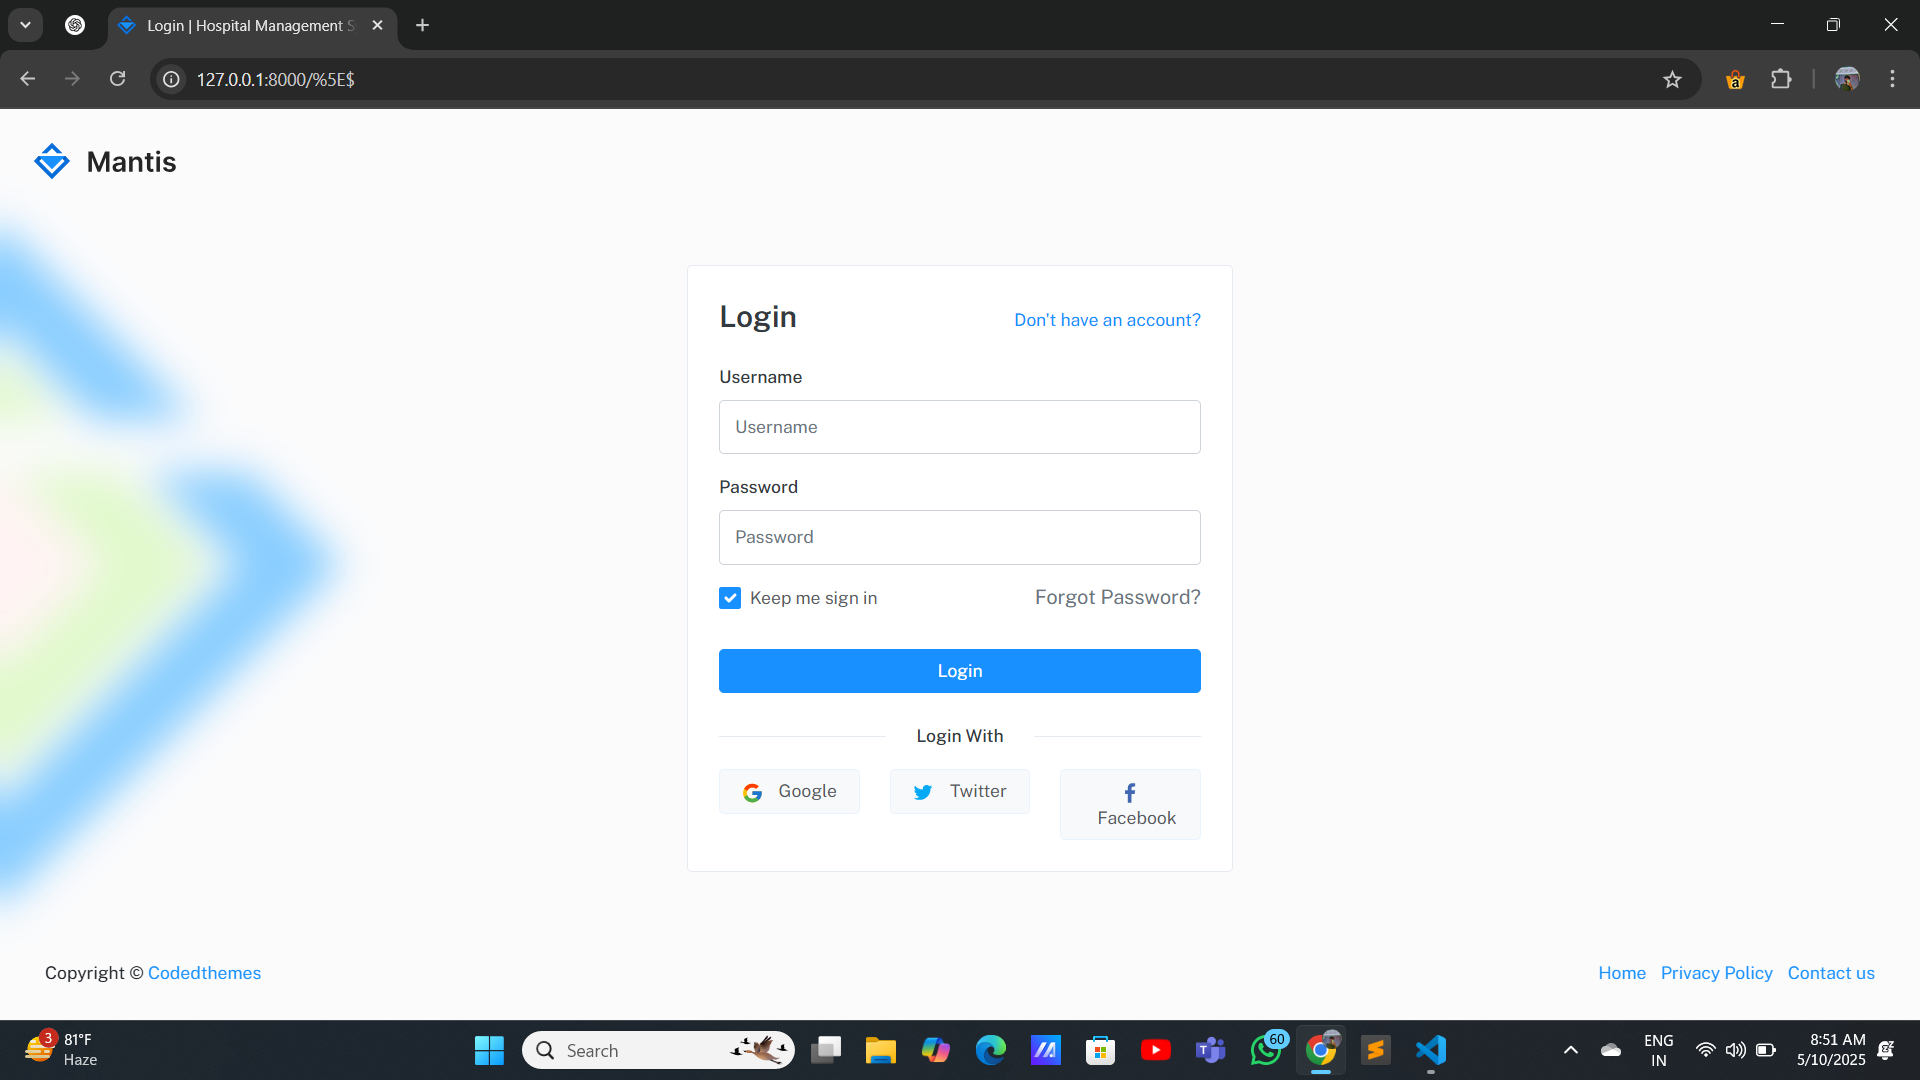 Login | Hospital Management S
127.0.0.1:8000/%5E$
a
Mantis
Login
Don't have an account?
Username
Username
Password
Password
Keep me sign in
Forgot Password?
Login
Login With
Google
Twitter
Facebook
Copyright © Codedthemes
Home Privacy Policy Contact us
3
81°F
Haze
Search
60
ENG
IN
8:51 AM
5/10/2025